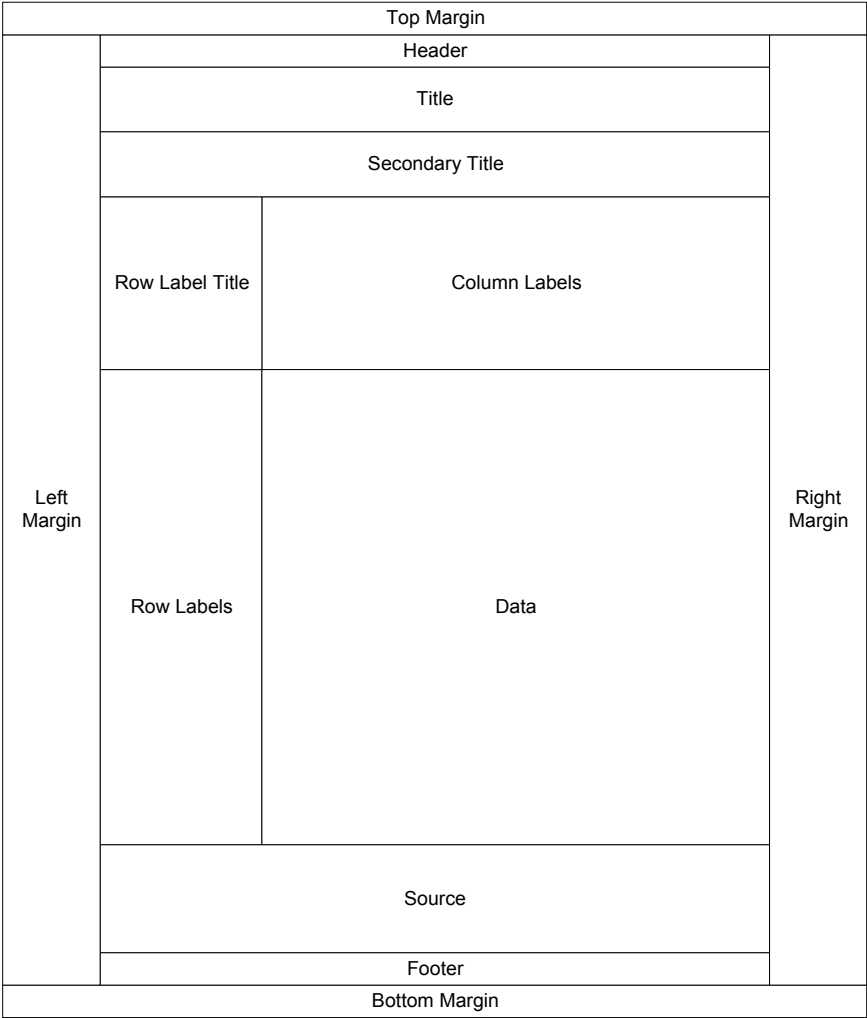 Top Margin
Header
Title
Secondary Title
Row Label Title
Column Labels
Left
Margin
Right
Margin
Row Labels
Data
Source
Footer
Bottom Margin